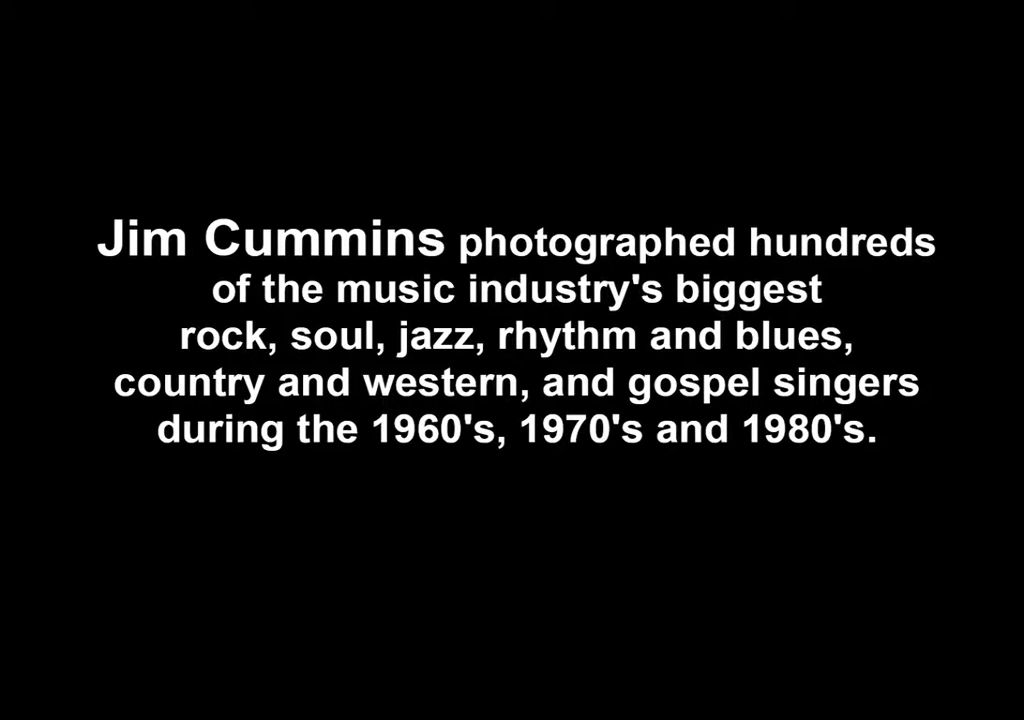 Jim Cummins photographed hundreds
of the music industry's biggest
rock, soul, jazz, rhythm and blues,
country and western, and gospel singers
during the 1960's, 1970's and 1980's.